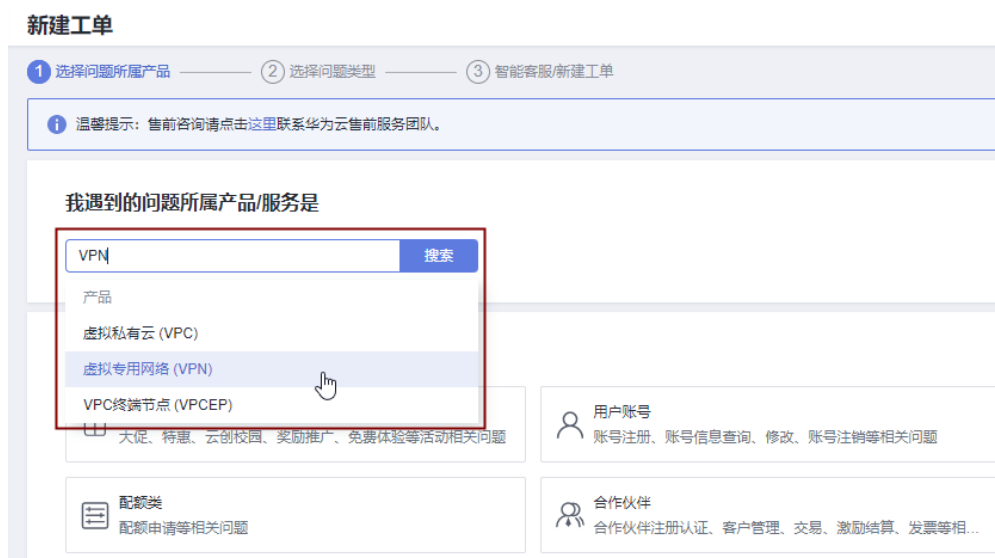 新建工单
1 选择问题所属产品 2 选择问题类型 3 智能客服/新建工单
温馨提示：售前咨询请点击这里联系华为云售前服务团队。
我遇到的问题所属产品/服务是
VPN 搜索
产品
虚拟私有云 (VPC)
虚拟专用网络 (VPN)
VPC终端节点 (VPCEP)
大促、特惠、云创校园、奖励推广、免费体验等活动相关问题
用户账号
账号注册、账号信息查询、修改、账号注销等相关问题
配额类
配额申请等相关问题
合作伙伴
合作伙伴注册认证、客户管理、交易、激励结算、发票等相...